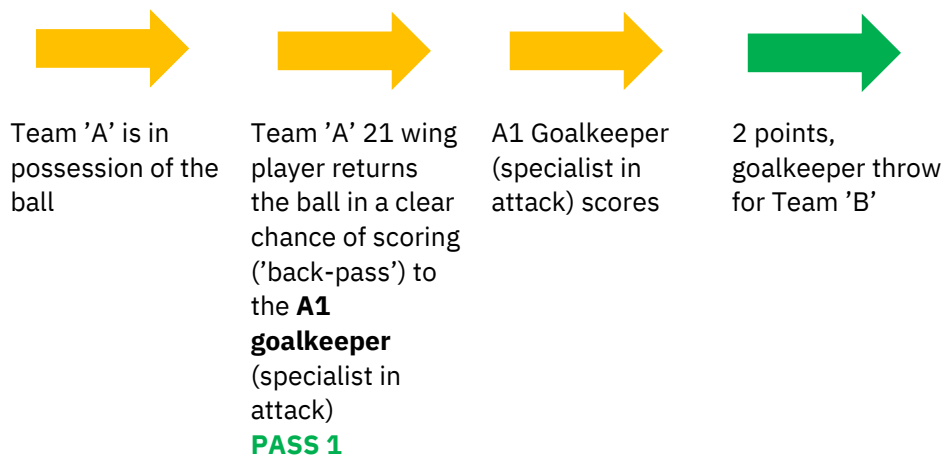 Team ’A’ is in
possession of the
ball
Team ’A’ 21 wing
player returns
the ball in a clear
chance of scoring
(’back-pass’) to
the A1
goalkeeper
(specialist in
attack)
PASS 1
A1 Goalkeeper
(specialist in
attack) scores
2 points,
goalkeeper throw
for Team ’B’